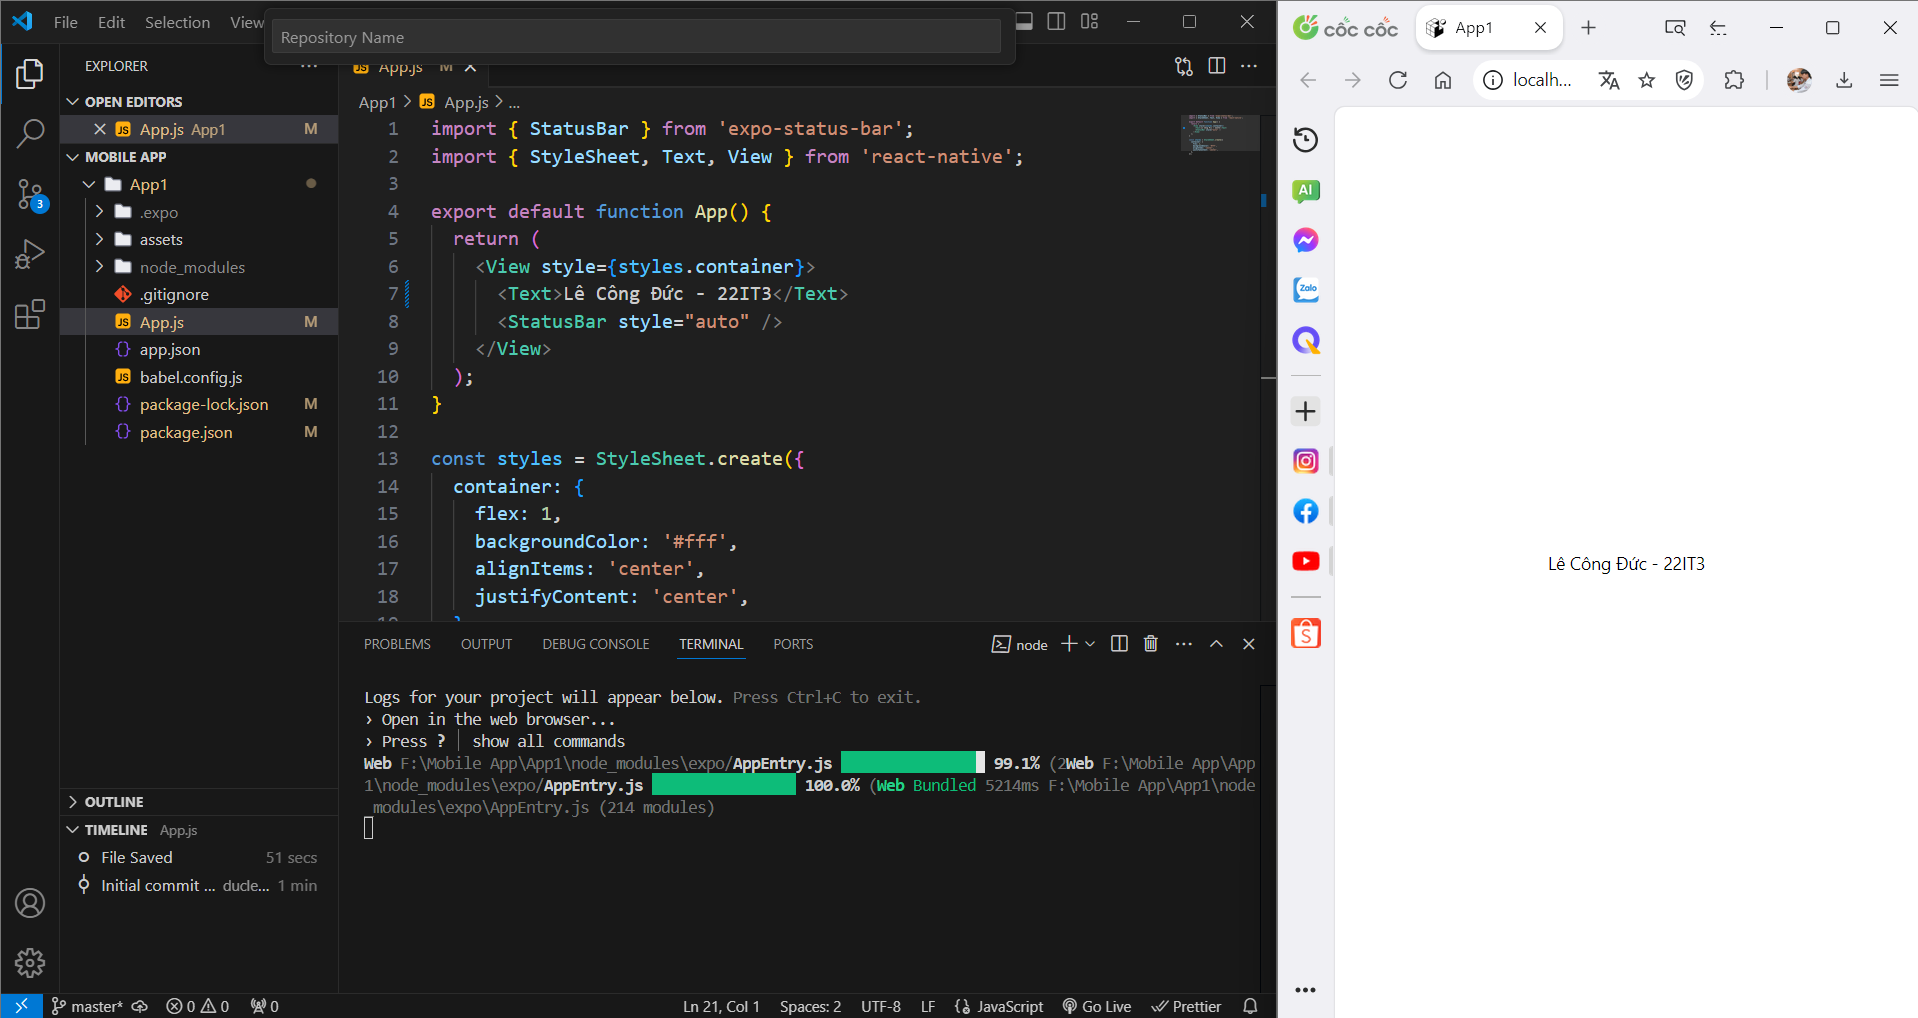 File Edit Selection View
Repository Name
EXPLORER
OPEN EDITORS
App.js App1 M
MOBILE APP
App1
.expo
assets
node_modules
.gitignore
App.js M
app.json
babel.config.js
package-lock.json M
package.json M
OUTLINE
TIMELINE App.js
File Saved 51 secs
Initial commit ... ducle... 1 min
3
App.js M
App1 > App.js > ...
1 import { StatusBar } from 'expo-status-bar';
2 import { StyleSheet, Text, View } from 'react-native';
3
4 export default function App() {
5 return (
6 <View style={styles.container}>
7 <Text>Lê Công Đức - 22IT3</Text>
8 <StatusBar style="auto" />
9 </View>
10 );
11 }
12
13 const styles = StyleSheet.create({
14 container: {
15 flex: 1,
16 backgroundColor: '#fff',
17 alignItems: 'center',
18 justifyContent: 'center',
PROBLEMS OUTPUT DEBUG CONSOLE TERMINAL PORTS
node
Logs for your project will appear below. Press Ctrl+C to exit.
› Open in the web browser...
› Press ? │ show all commands
Web F:\Mobile App\App1\node_modules\expo/AppEntry.js 99.1% (2Web F:\Mobile App\App
1\node_modules\expo/AppEntry.js 100.0% (Web Bundled 5214ms F:\Mobile App\App1\node
_modules\expo\AppEntry.js (214 modules)
master* 0 0 0
Ln 21, Col 1 Spaces: 2 UTF-8 LF JavaScript Go Live Prettier
cốc cốc
App1
localh...
AI
Zalo
Lê Công Đức - 22IT3